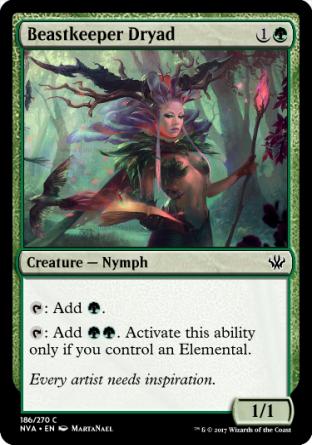 Beastkeeper Dryad 1
Creature — Nymph
: Add .
: Add . Activate this ability
only if you control an Elemental.
Every artist needs inspiration.
1/1
186/270 C
NVA • EN MartaNael
™ & © 2017 Wizards of the Coast